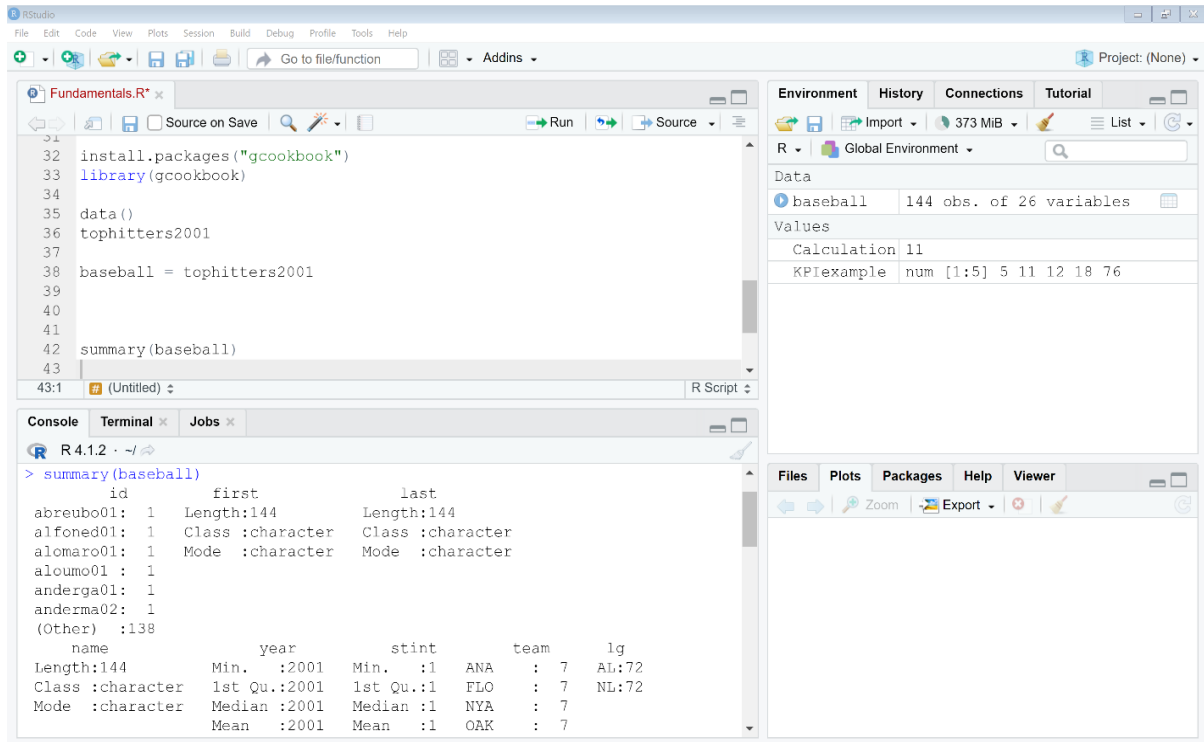 RStudio
File Edit Code View Plots Session Build Debug Profile Tools Help
Go to file/function Addins Project: (None)
Fundamentals.R*
Source on Save Run Source
31
32 install.packages("gcookbook")
33 library(gcookbook)
34
35 data()
36 tophitters2001
37
38 baseball = tophitters2001
39
40
41
42 summary(baseball)
43
43:1 # (Untitled) R Script
Console Terminal Jobs
R R 4.1.2 · ~/
> summary(baseball)
id first last
abreubo01: 1 Length:144 Length:144
alfoned01: 1 Class :character Class :character
alomaro01: 1 Mode :character Mode :character
aloumo01 : 1
anderga01: 1
anderma02: 1
(Other) :138
name year stint team lg
Length:144 Min. :2001 Min. :1 ANA : 7 AL:72
Class :character 1st Qu.:2001 1st Qu.:1 FLO : 7 NL:72
Mode :character Median :2001 Median :1 NYA : 7
Mean :2001 Mean :1 OAK : 7
Environment History Connections Tutorial
Import 373 MiB List
R Global Environment
Data
baseball 144 obs. of 26 variables
Values
Calculation 11
KPIexample num [1:5] 5 11 12 18 76
Files Plots Packages Help Viewer
Zoom Export